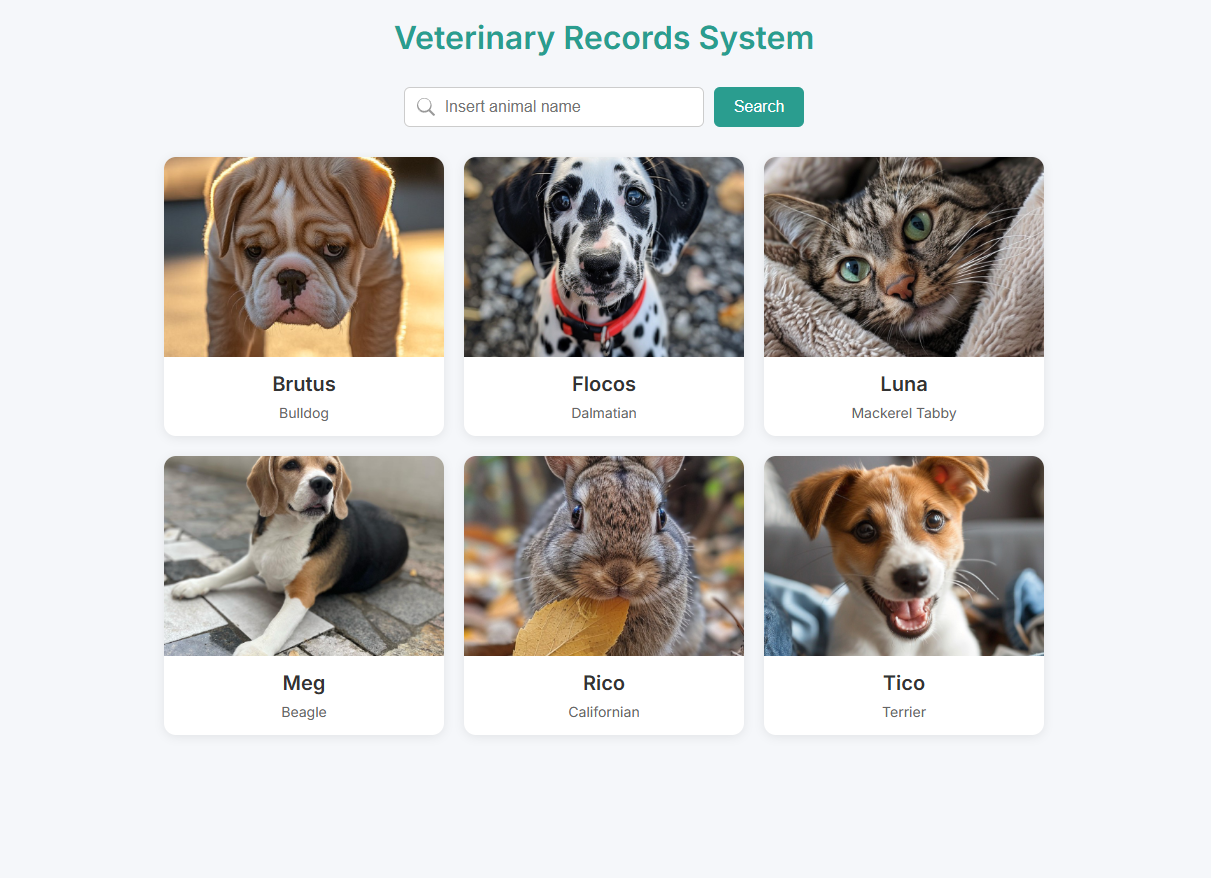 Veterinary Records System
Insert animal name
Search
Brutus
Bulldog
Flocos
Dalmatian
Luna
Mackerel Tabby
Meg
Beagle
Rico
Californian
Tico
Terrier